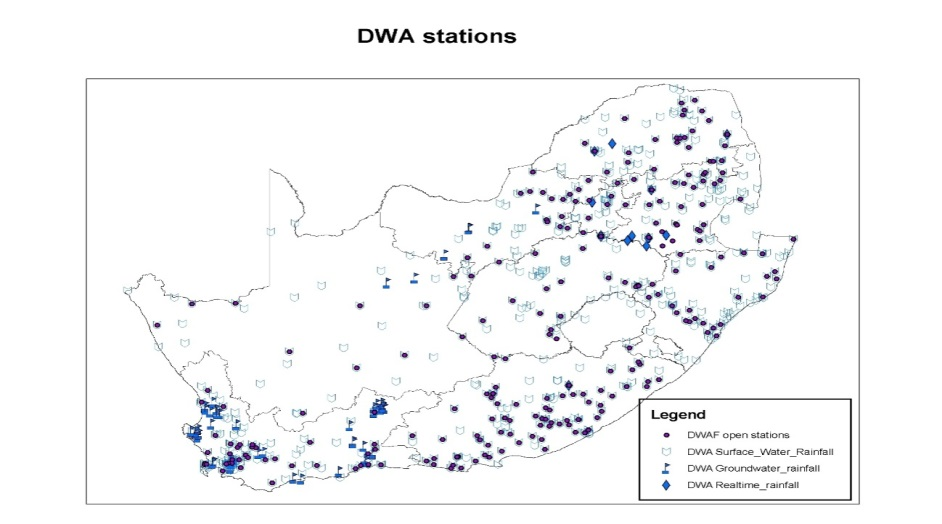 DWA stations
Legend
DWAF open stations
DWA Surface_Water_Rainfall
DWA Groundwater_rainfall
DWA Realtime_rainfall